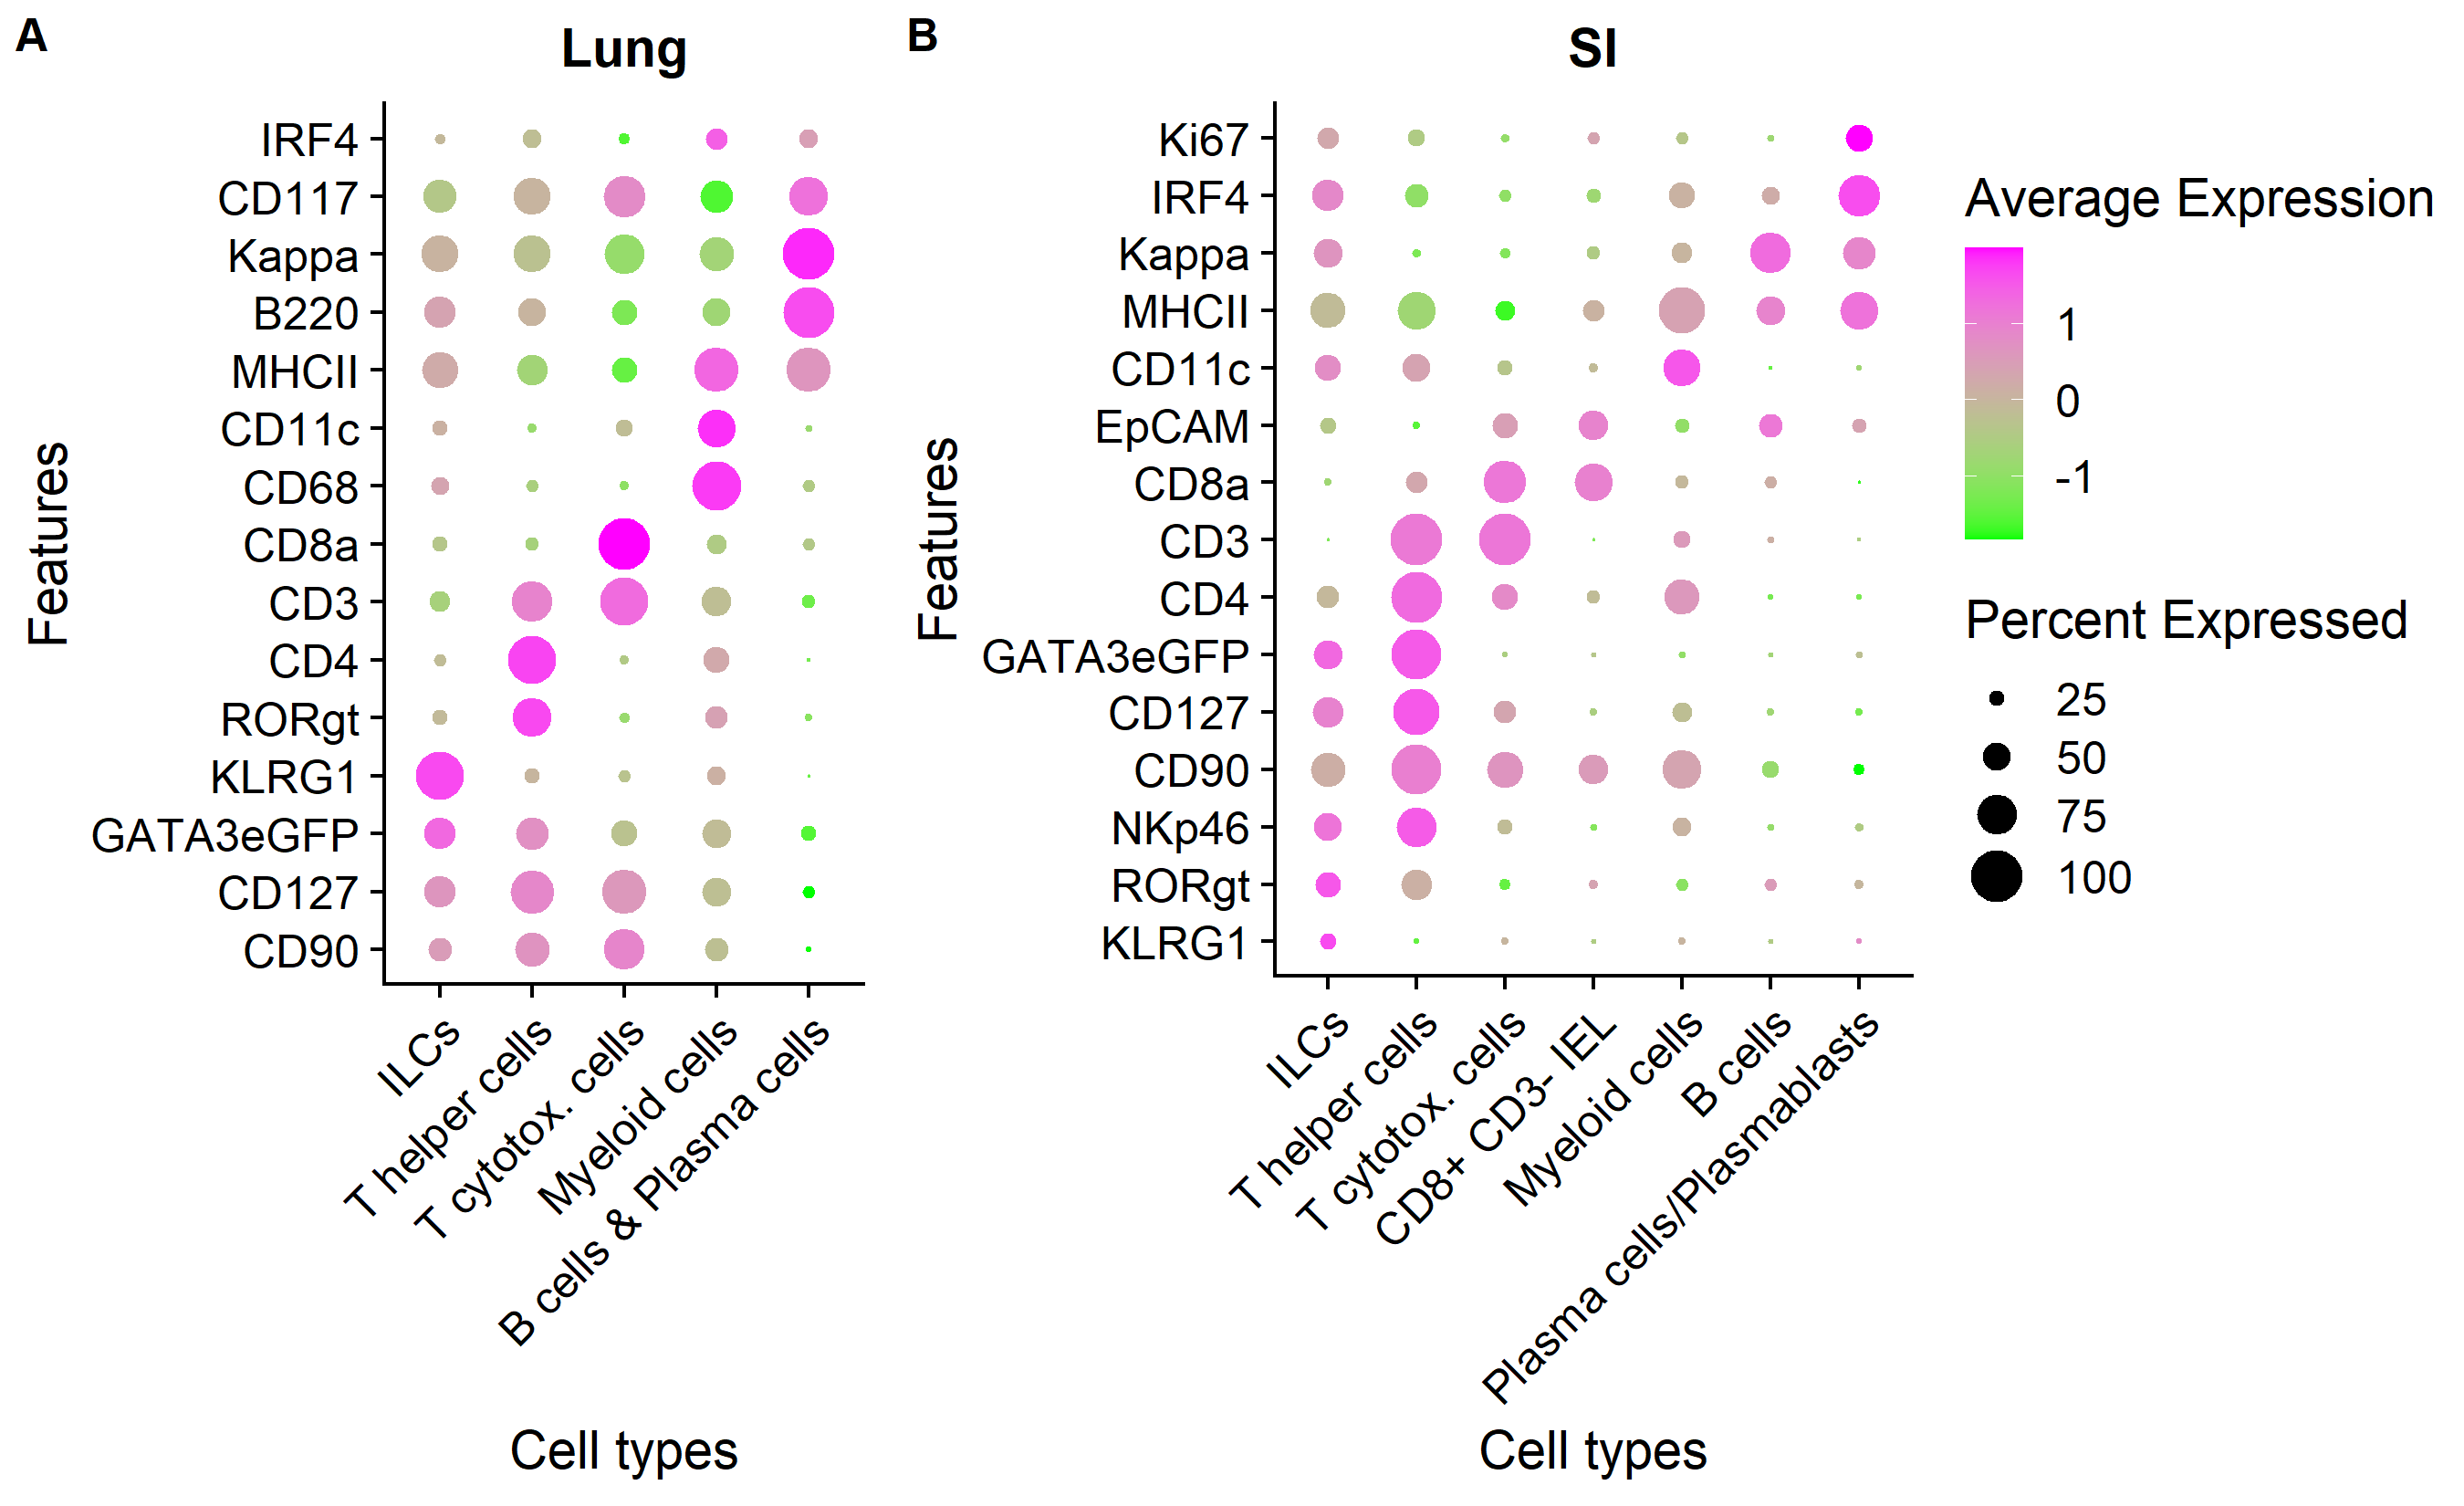 A
Lung
IRF4
CD117
Kappa
B220
MHCII
CD11c
CD68
CD8a
CD3
CD4
RORgt
KLRG1
GATA3eGFP
CD127
CD90
Features
ILCs
T helper cells
T cytotox. cells
Myeloid cells
B cells & Plasma cells
Cell types
B
SI
Ki67
IRF4
Kappa
MHCII
CD11c
EpCAM
CD8a
CD3
CD4
GATA3eGFP
CD127
CD90
NKp46
RORgt
KLRG1
Features
ILCs
T helper cells
T cytotox. cells
CD8+ CD3- IEL
Myeloid cells
B cells
Plasma cells/Plasmablasts
Cell types
Average Expression
1
0
-1
Percent Expressed
25
50
75
100